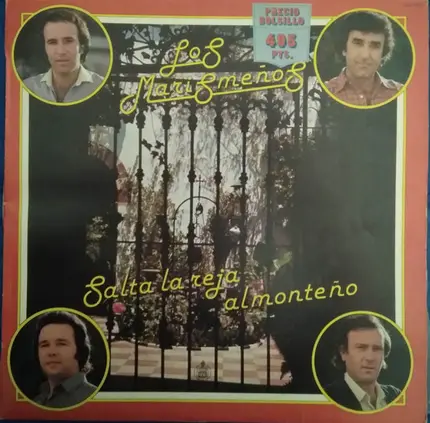 PRECIO
BOLSILLO
495
PTS.
Los
Marismeños
Salta la reja
almonteño